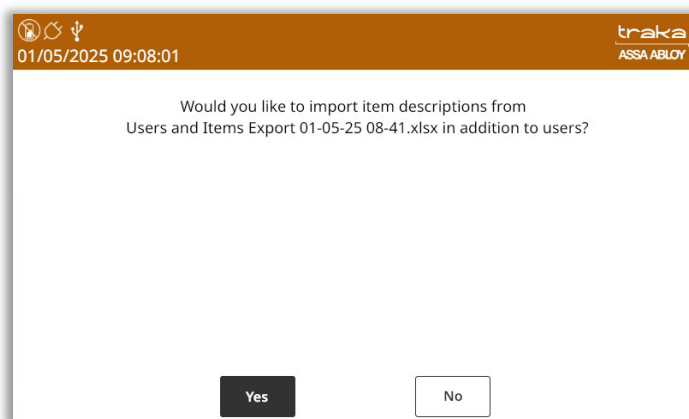 01/05/2025 09:08:01
traka
ASSA ABLOY
Would you like to import item descriptions from
Users and Items Export 01-05-25 08-41.xlsx in addition to users?
Yes
No